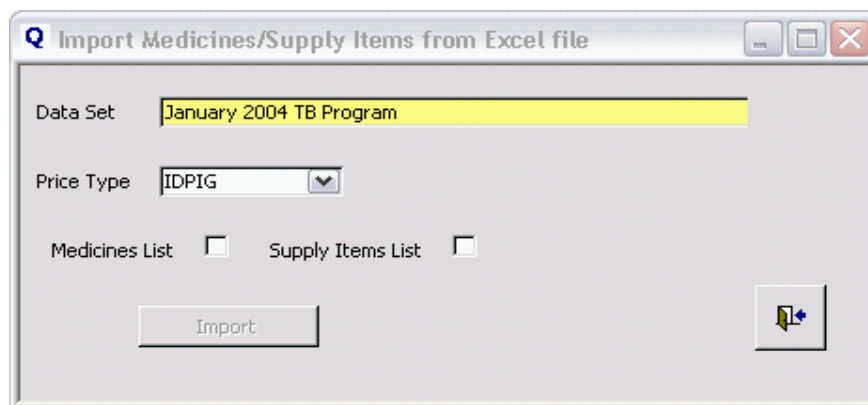 Q Import Medicines/Supply Items from Excel file
Data Set January 2004 TB Program
Price Type IDPIG
Medicines List Supply Items List
Import